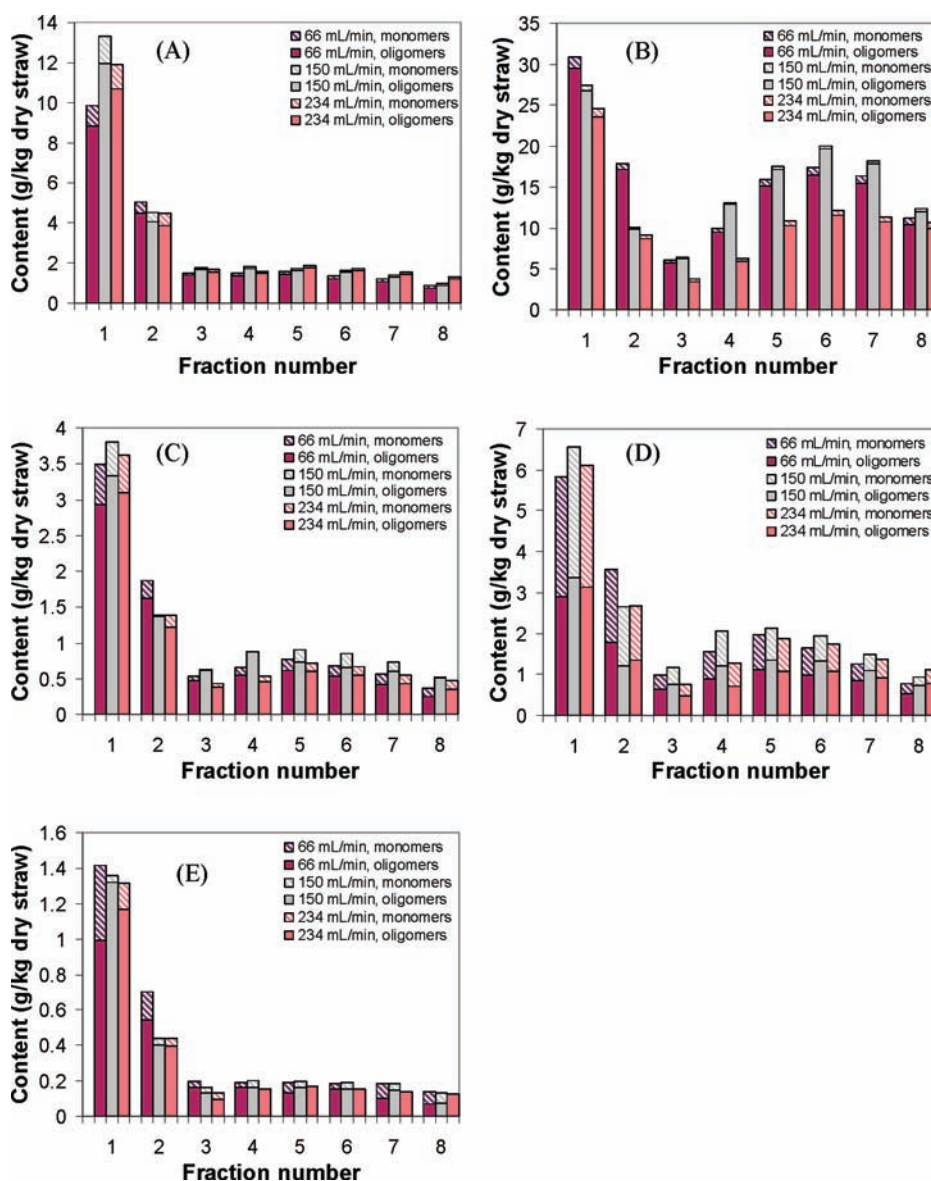 (A)
Content (g/kg dry straw)
14
12
10
8
6
4
2
0
66 mL/min, monomers
66 mL/min, oligomers
150 mL/min, monomers
150 mL/min, oligomers
234 mL/min, monomers
234 mL/min, oligomers
1 2 3 4 5 6 7 8
Fraction number
(B)
Content (g/kg dry straw)
35
30
25
20
15
10
5
0
66 mL/min, monomers
66 mL/min, oligomers
150 mL/min, monomers
150 mL/min, oligomers
234 mL/min, monomers
234 mL/min, oligomers
1 2 3 4 5 6 7 8
Fraction number
(C)
Content (g/kg dry straw)
4
3.5
3
2.5
2
1.5
1
0.5
0
66 mL/min, monomers
66 mL/min, oligomers
150 mL/min, monomers
150 mL/min, oligomers
234 mL/min, monomers
234 mL/min, oligomers
1 2 3 4 5 6 7 8
Fraction number
(D)
Content (g/kg dry straw)
7
6
5
4
3
2
1
0
66 mL/min, monomers
66 mL/min, oligomers
150 mL/min, monomers
150 mL/min, oligomers
234 mL/min, monomers
234 mL/min, oligomers
1 2 3 4 5 6 7 8
Fraction number
(E)
Content (g/kg dry straw)
1.6
1.4
1.2
1
0.8
0.6
0.4
0.2
0
66 mL/min, monomers
66 mL/min, oligomers
150 mL/min, monomers
150 mL/min, oligomers
234 mL/min, monomers
234 mL/min, oligomers
1 2 3 4 5 6 7 8
Fraction number